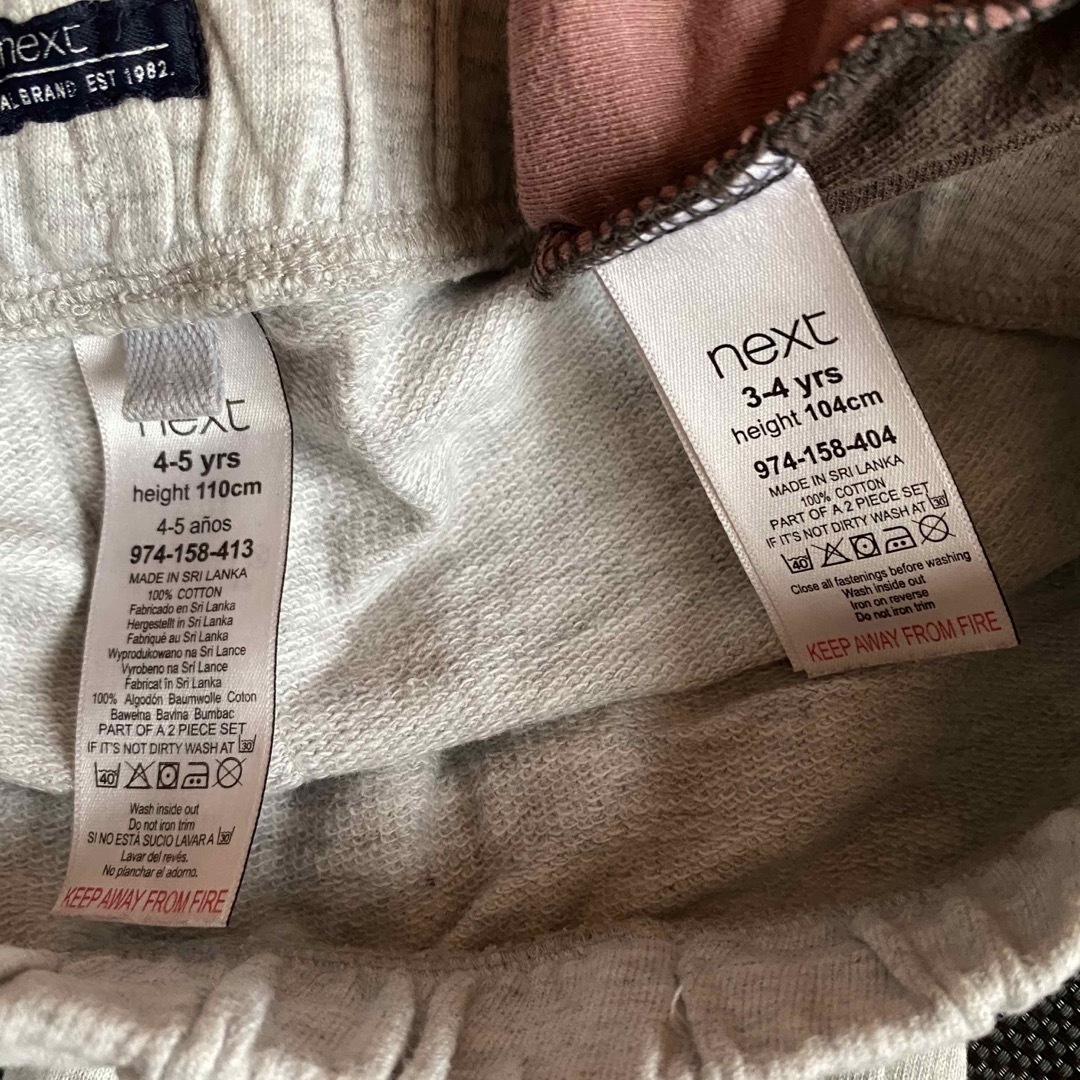 next
AL BRAND EST 1982.
next
4-5 yrs
height 110cm
4-5 años
974-158-413
MADE IN SRI LANKA
100% COTTON
Fabricado en Sri Lanka
Hergestellt in Sri Lanka
Fabriqué au Sri Lanka
Wyprodukowano na Sri Lance
Vyrobeno na Srí Lance
Fabricat în Sri Lanka
100% Algodón Baumwolle Coton
Bawełna Bavlna Bumbac
PART OF A 2 PIECE SET
IF IT'S NOT DIRTY WASH AT 30
40
Wash inside out
Do not iron trim
SI NO ESTÁ SUCIO LAVAR A 30
Lavar del revés.
No planchar el adorno.
KEEP AWAY FROM FIRE
next
3-4 yrs
height 104cm
974-158-404
MADE IN SRI LANKA
100% COTTON
PART OF A 2 PIECE SET
IF IT'S NOT DIRTY WASH AT 30
40
Close all fastenings before washing
Wash inside out
Iron on reverse
Do not iron trim
KEEP AWAY FROM FIRE